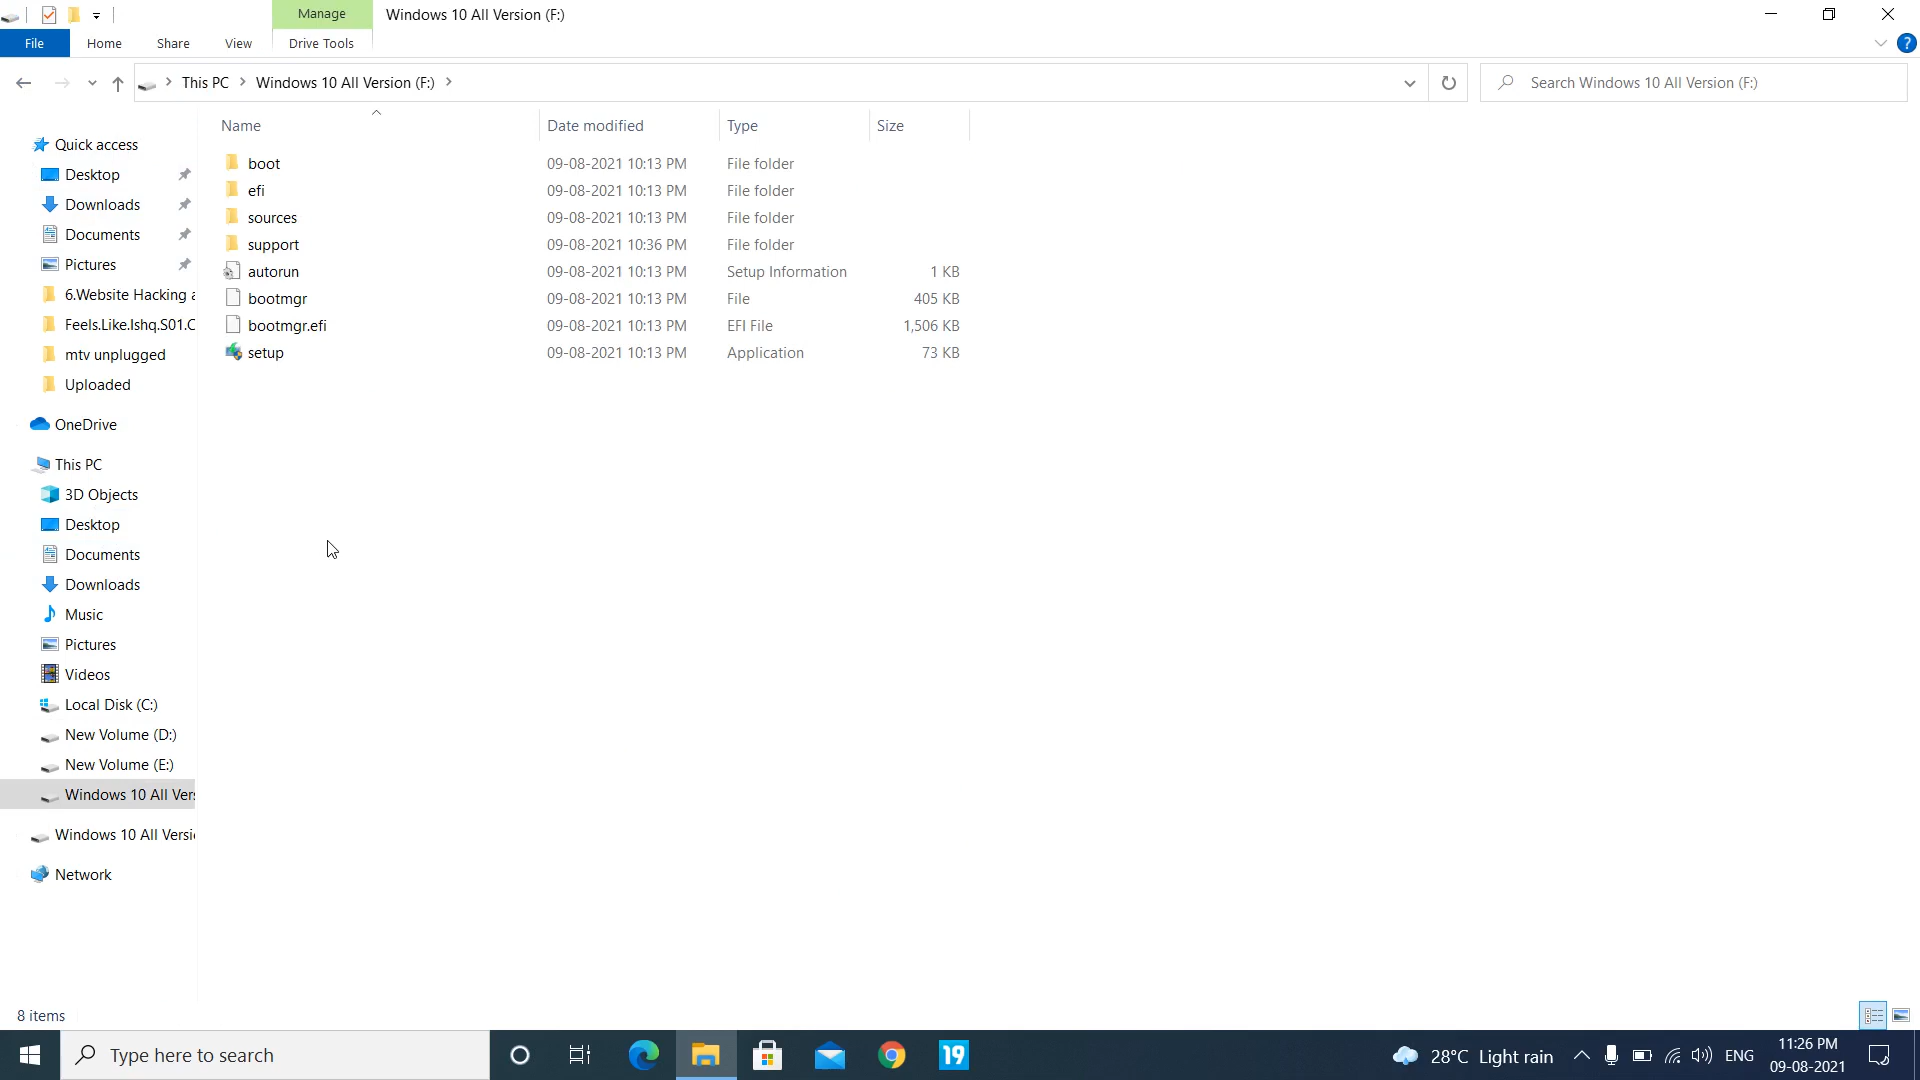 Manage
Windows 10 All Version (F:)
File
Home
Share
View
Drive Tools
?
This PC
Windows 10 All Version (F:)
Search Windows 10 All Version (F:)
Name
Date modified
Type
Size
boot
09-08-2021 10:13 PM
File folder
efi
09-08-2021 10:13 PM
File folder
sources
09-08-2021 10:13 PM
File folder
support
09-08-2021 10:36 PM
File folder
autorun
09-08-2021 10:13 PM
Setup Information
1 KB
bootmgr
09-08-2021 10:13 PM
File
405 KB
bootmgr.efi
09-08-2021 10:13 PM
EFI File
1,506 KB
setup
09-08-2021 10:13 PM
Application
73 KB
Quick access
Desktop
Downloads
Documents
Pictures
6.Website Hacking a
Feels.Like.Ishq.S01.C
mtv unplugged
Uploaded
OneDrive
This PC
3D Objects
Desktop
Documents
Downloads
Music
Pictures
Videos
Local Disk (C:)
New Volume (D:)
New Volume (E:)
Windows 10 All Vers
Windows 10 All Versi
Network
8 items
Type here to search
19
28°C Light rain
ENG
11:26 PM
09-08-2021